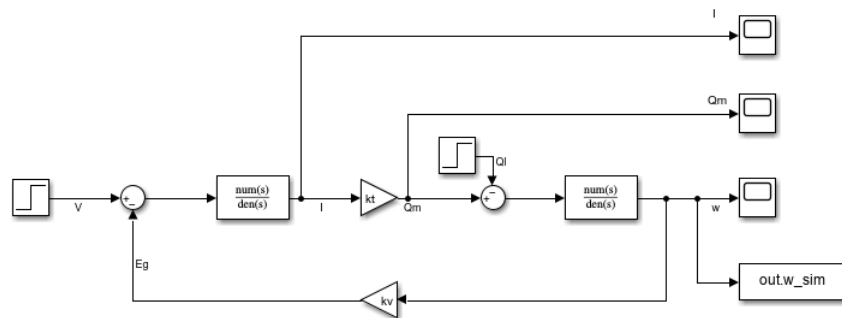 I
Qm
Ql
num(s)
den(s)
num(s)
den(s)
+
−
−
+
kt
V
I
Qm
w
Eg
out.w_sim
kv